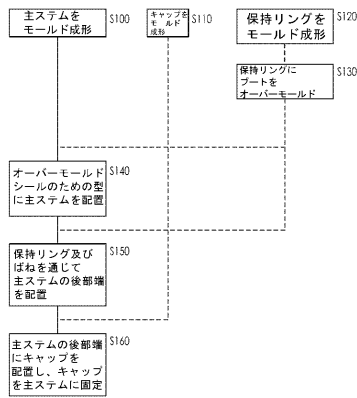 主ステムを
モールド成形
S100
キャップを
モールド
成形
S110
保持リングを
モールド成形
S120
保持リングに
ブートを
オーバーモールド
S130
オーバーモールド
シールのための型
に主ステムを配置
S140
保持リング及び
ばねを通じて
主ステムの後部端
を配置
S150
主ステムの後部端
にキャップを
配置し、キャップ
を主ステムに固定
S160